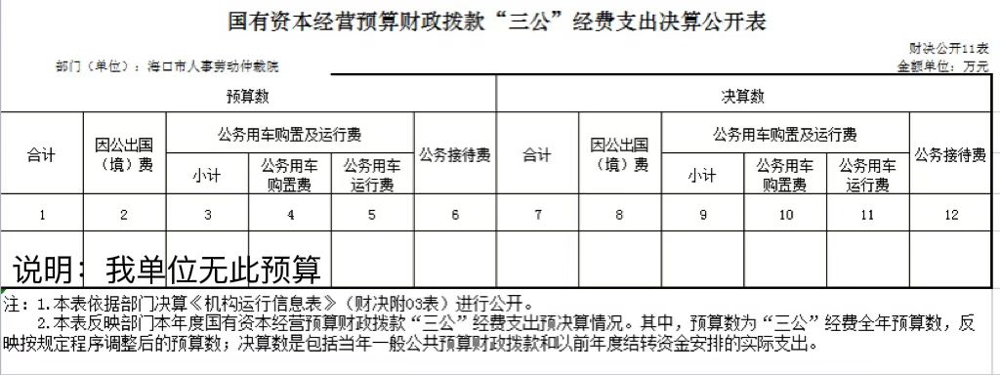 国有资本经营预算财政拨款“三公”经费支出决算公开表
财决公开11表
部门（单位）：海口市人事劳动仲裁院
金额单位：万元
预算数 决算数
合计 因公出国（境）费 公务用车购置及运行费 公务接待费 合计 因公出国（境）费 公务用车购置及运行费 公务接待费
小计 公务用车购置费 公务用车运行费 小计 公务用车购置费 公务用车运行费
1 2 3 4 5 6 7 8 9 10 11 12
说明：我单位无此预算
注：1.本表依据部门决算《机构运行信息表》（财决附03表）进行公开。
2.本表反映部门本年度国有资本经营预算财政拨款“三公”经费支出预决算情况。其中，预算数为“三公”经费全年预算数，反
映按规定程序调整后的预算数；决算数是包括当年一般公共预算财政拨款和以前年度结转资金安排的实际支出。